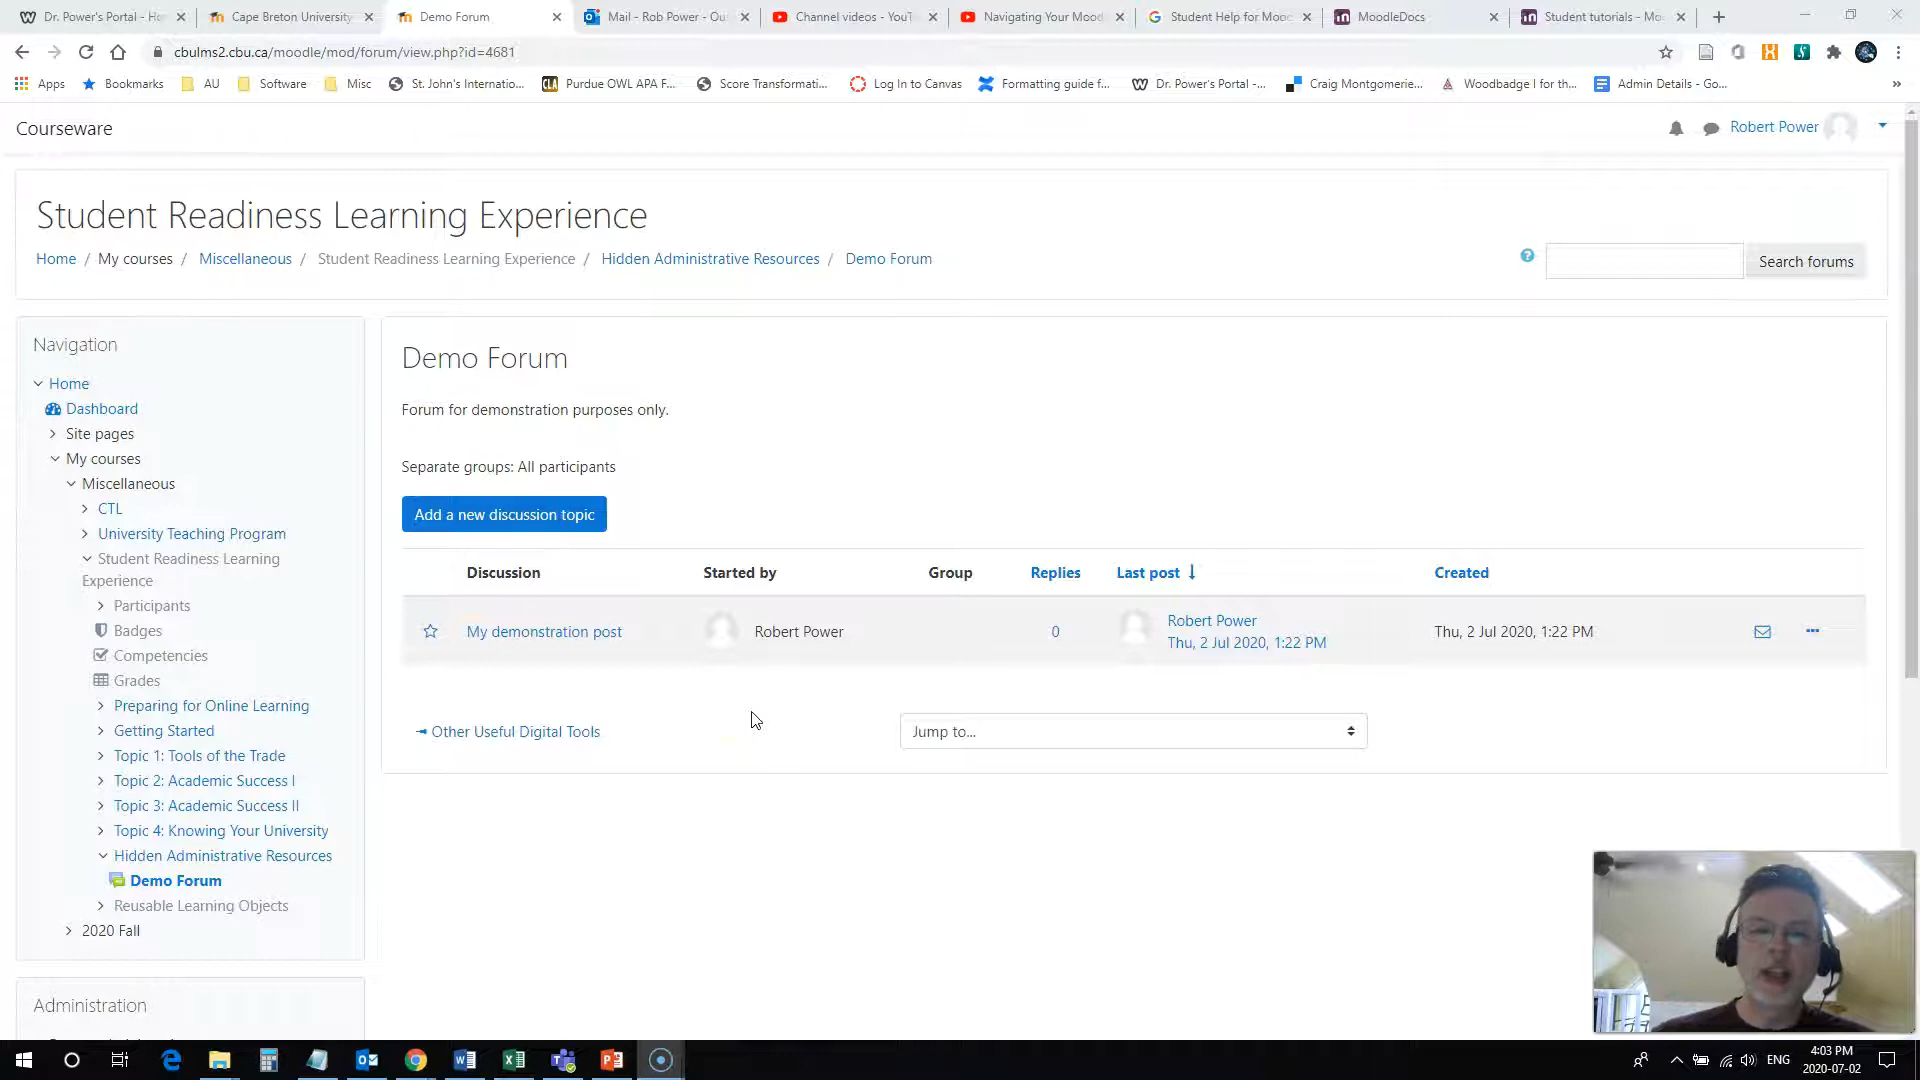 Dr. Power's Portal - Ho
Cape Breton University
Demo Forum
Mail - Rob Power - Ou
Channel videos - YouT
Navigating Your Mood
Student Help for Mood
MoodleDocs
Student tutorials - Mo
cbulms2.cbu.ca/moodle/mod/forum/view.php?id=4681
Apps
Bookmarks
AU
Software
Misc
St. John's Internatio...
Purdue OWL APA F...
Score Transformatio...
Log In to Canvas
Formatting guide f...
Dr. Power's Portal -...
Craig Montgomerie...
Woodbadge I for th...
Admin Details - Go...
Courseware
Robert Power
Student Readiness Learning Experience
Home / My courses / Miscellaneous / Student Readiness Learning Experience / Hidden Administrative Resources / Demo Forum
Search forums
Navigation
Home
Dashboard
Site pages
My courses
Miscellaneous
CTL
University Teaching Program
Student Readiness Learning
Experience
Participants
Badges
Competencies
Grades
Preparing for Online Learning
Getting Started
Topic 1: Tools of the Trade
Topic 2: Academic Success I
Topic 3: Academic Success II
Topic 4: Knowing Your University
Hidden Administrative Resources
Demo Forum
Reusable Learning Objects
2020 Fall
Administration
Demo Forum
Forum for demonstration purposes only.
Separate groups: All participants
Add a new discussion topic
Discussion Started by Group Replies Last post Created
My demonstration post Robert Power 0 Robert Power
Thu, 2 Jul 2020, 1:22 PM
Thu, 2 Jul 2020, 1:22 PM
Other Useful Digital Tools
Jump to...
ENG
4:03 PM
2020-07-02